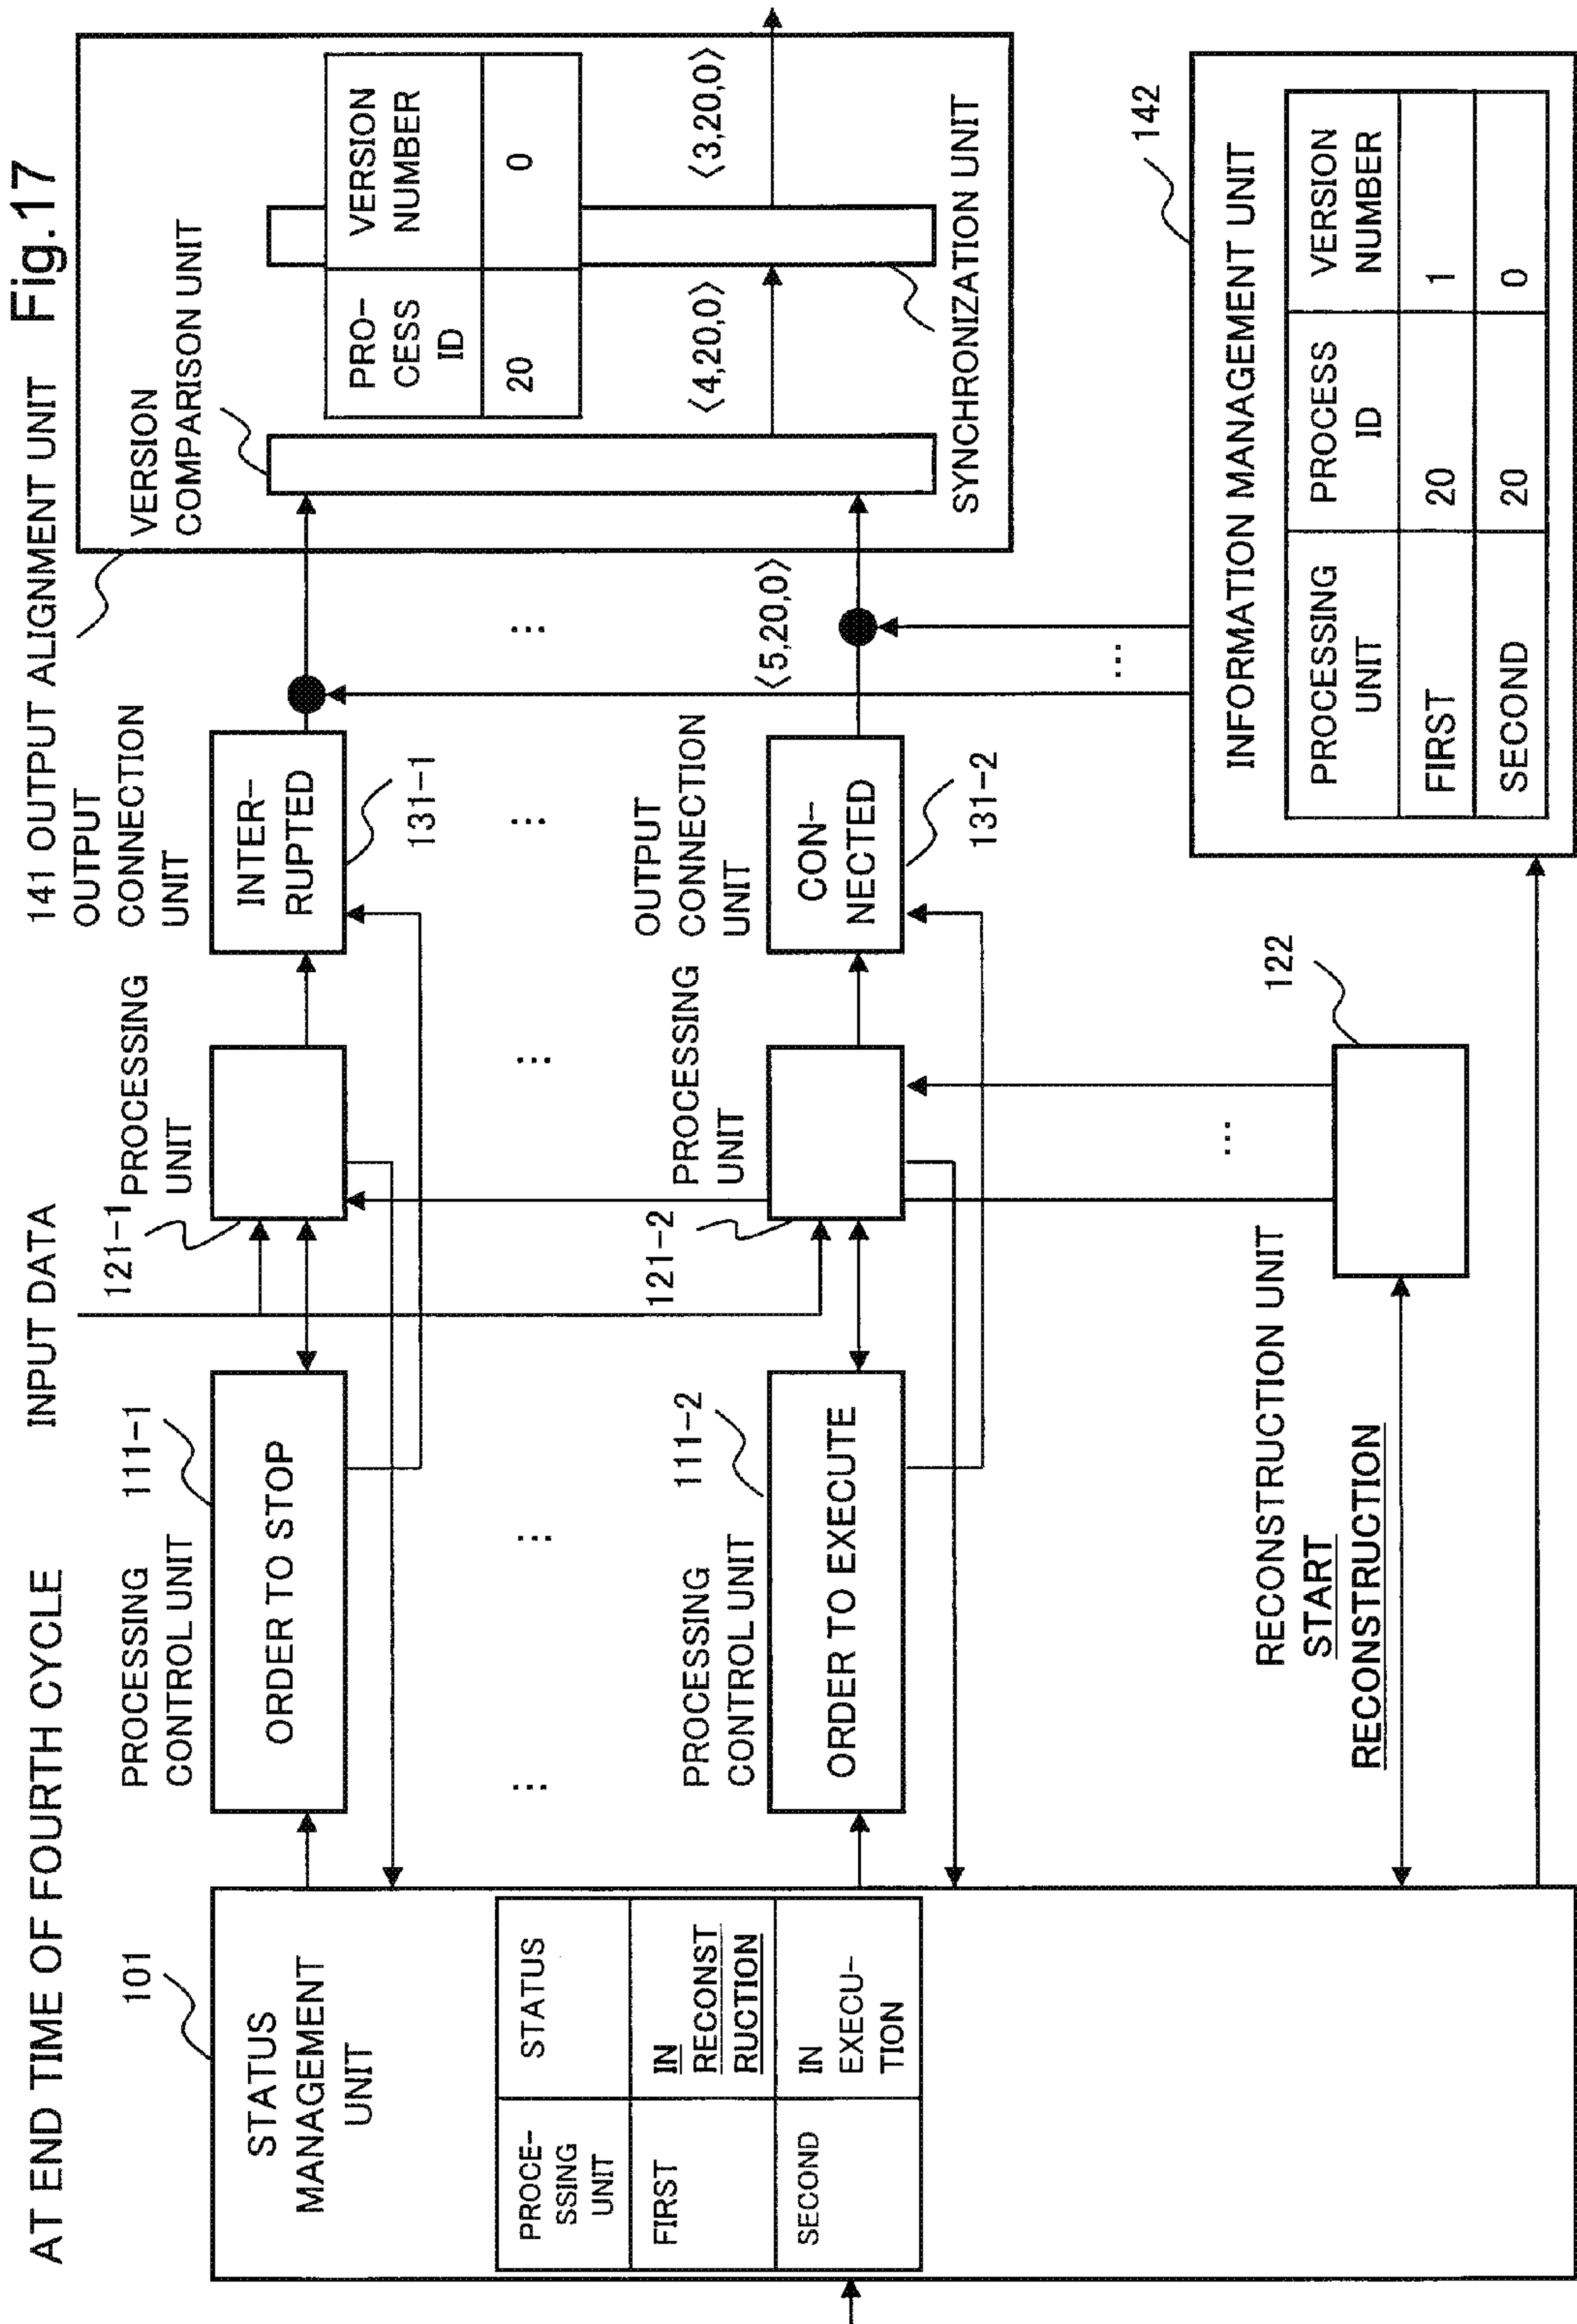 Fig.17
AT END TIME OF FOURTH CYCLE
INPUT DATA
141 OUTPUT ALIGNMENT UNIT
101
STATUS
MANAGEMENT
UNIT
PROCE-
SSING
UNIT
STATUS
FIRST
IN
RECONST
RUCTION
SECOND
IN
EXECU-
TION
PROCESSING
CONTROL UNIT
111-1
ORDER TO STOP
121-1
PROCESSING
UNIT
OUTPUT
CONNECTION
UNIT
INTER-
RUPTED
131-1
...
...
...
...
...
PROCESSING
CONTROL UNIT
111-2
ORDER TO EXECUTE
121-2
PROCESSING
UNIT
OUTPUT
CONNECTION
UNIT
CON-
NECTED
131-2
⟨5,20,0⟩
VERSION
COMPARISON UNIT
PRO-
CESS
ID
VERSION
NUMBER
20
0
⟨4,20,0⟩
⟨3,20,0⟩
SYNCHRONIZATION UNIT
RECONSTRUCTION UNIT
START
RECONSTRUCTION
...
122
...
142
INFORMATION MANAGEMENT UNIT
PROCESSING
UNIT
PROCESS
ID
VERSION
NUMBER
FIRST
20
1
SECOND
20
0